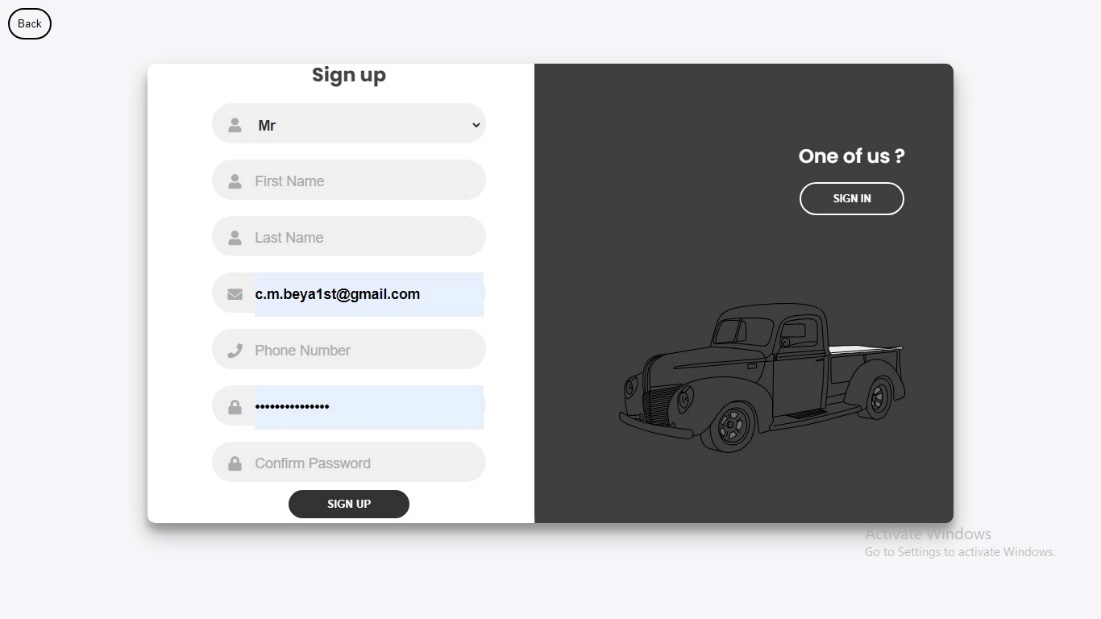 Back
Sign up
Mr
First Name
Last Name
c.m.beya1st@gmail.com
Phone Number
•••••••••••••••
Confirm Password
SIGN UP
One of us ?
SIGN IN
Activate Windows
Go to Settings to activate Windows.